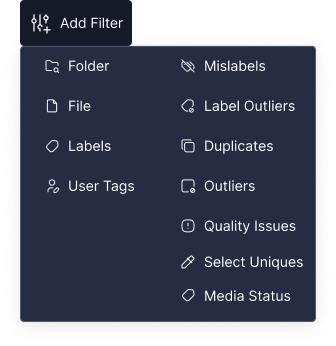 Add Filter
Folder
File
Labels
User Tags
Mislabels
Label Outliers
Duplicates
Outliers
Quality Issues
Select Uniques
Media Status